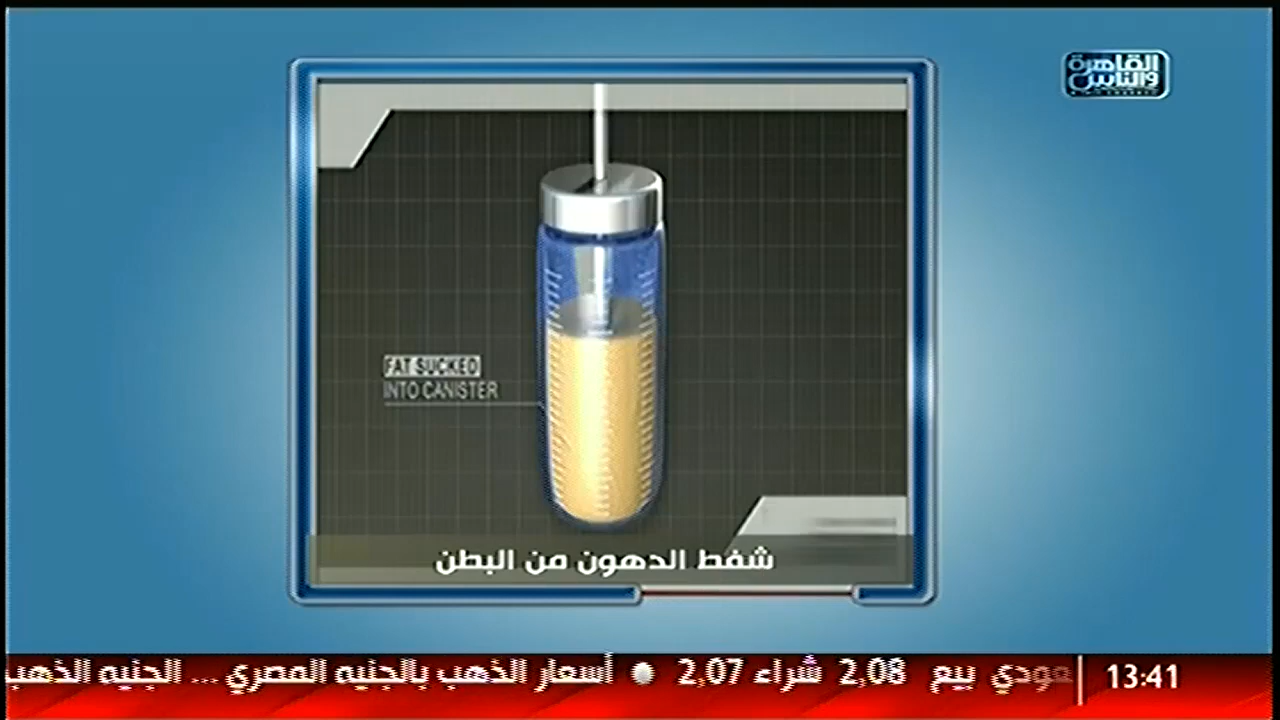 القاهرة
والناس
FAT SUCKED
INTO CANISTER
شفط الدهون من البطن
عودي بيع 2,08 شراء 2,07 ● أسعار الذهب بالجنيه المصري ... الجنيه الذهب
13:41